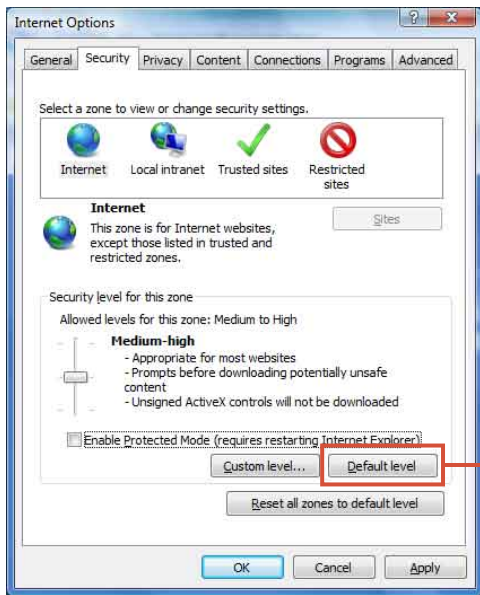 Internet Options
General Security Privacy Content Connections Programs Advanced
Select a zone to view or change security settings.
Internet Local intranet Trusted sites Restricted
sites
Internet
Sites
This zone is for Internet websites,
except those listed in trusted and
restricted zones.
Security level for this zone
Allowed levels for this zone: Medium to High
Medium-high
- Appropriate for most websites
- Prompts before downloading potentially unsafe
content
- Unsigned ActiveX controls will not be downloaded
Enable Protected Mode (requires restarting Internet Explorer)
Custom level... Default level
Reset all zones to default level
OK Cancel Apply